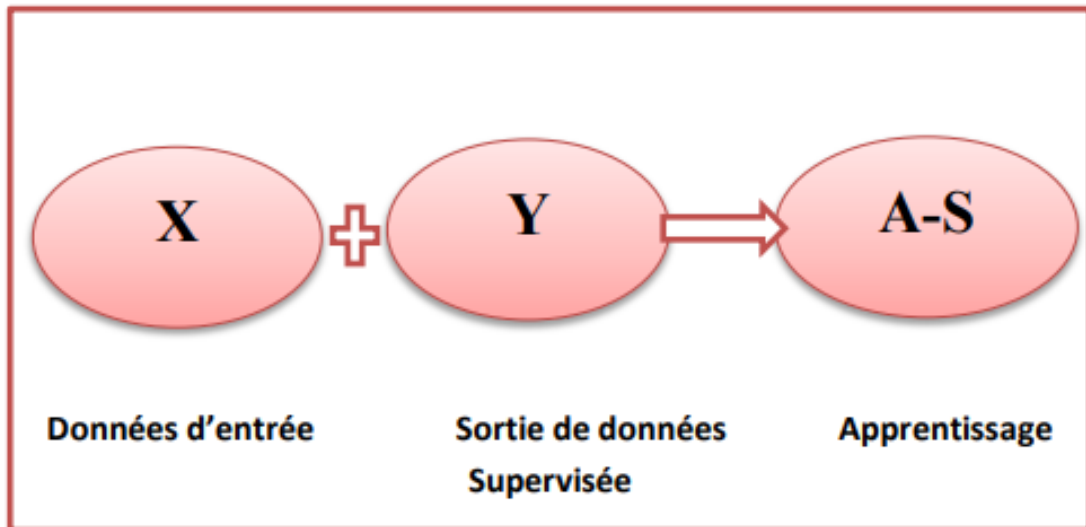 X Y A-S
Données d’entrée Sortie de données Apprentissage
Supervisée